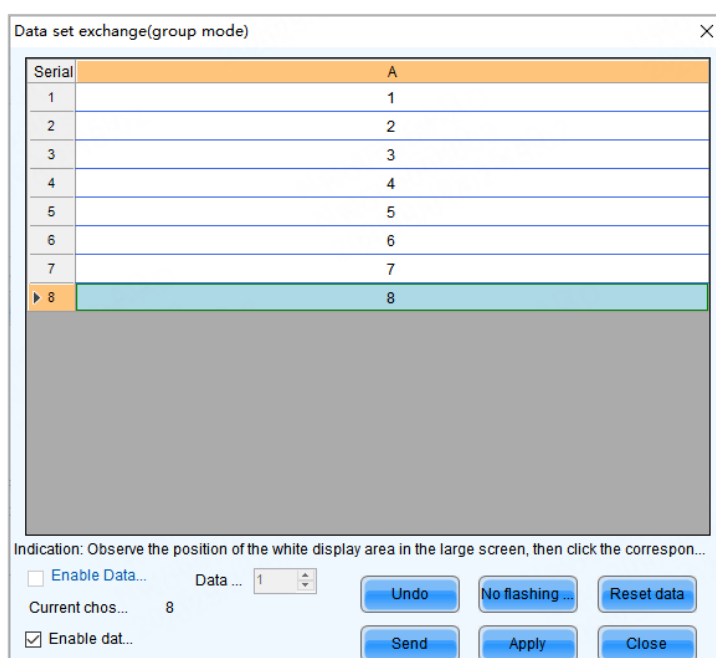 Data set exchange(group mode)
Serial A
1 1
2 2
3 3
4 4
5 5
6 6
7 7
8 8
Indication: Observe the position of the white display area in the large screen, then click the correspon...
Enable Data... Data ... 1
Undo No flashing ... Reset data
Current chos... 8
Enable dat...
Send Apply Close